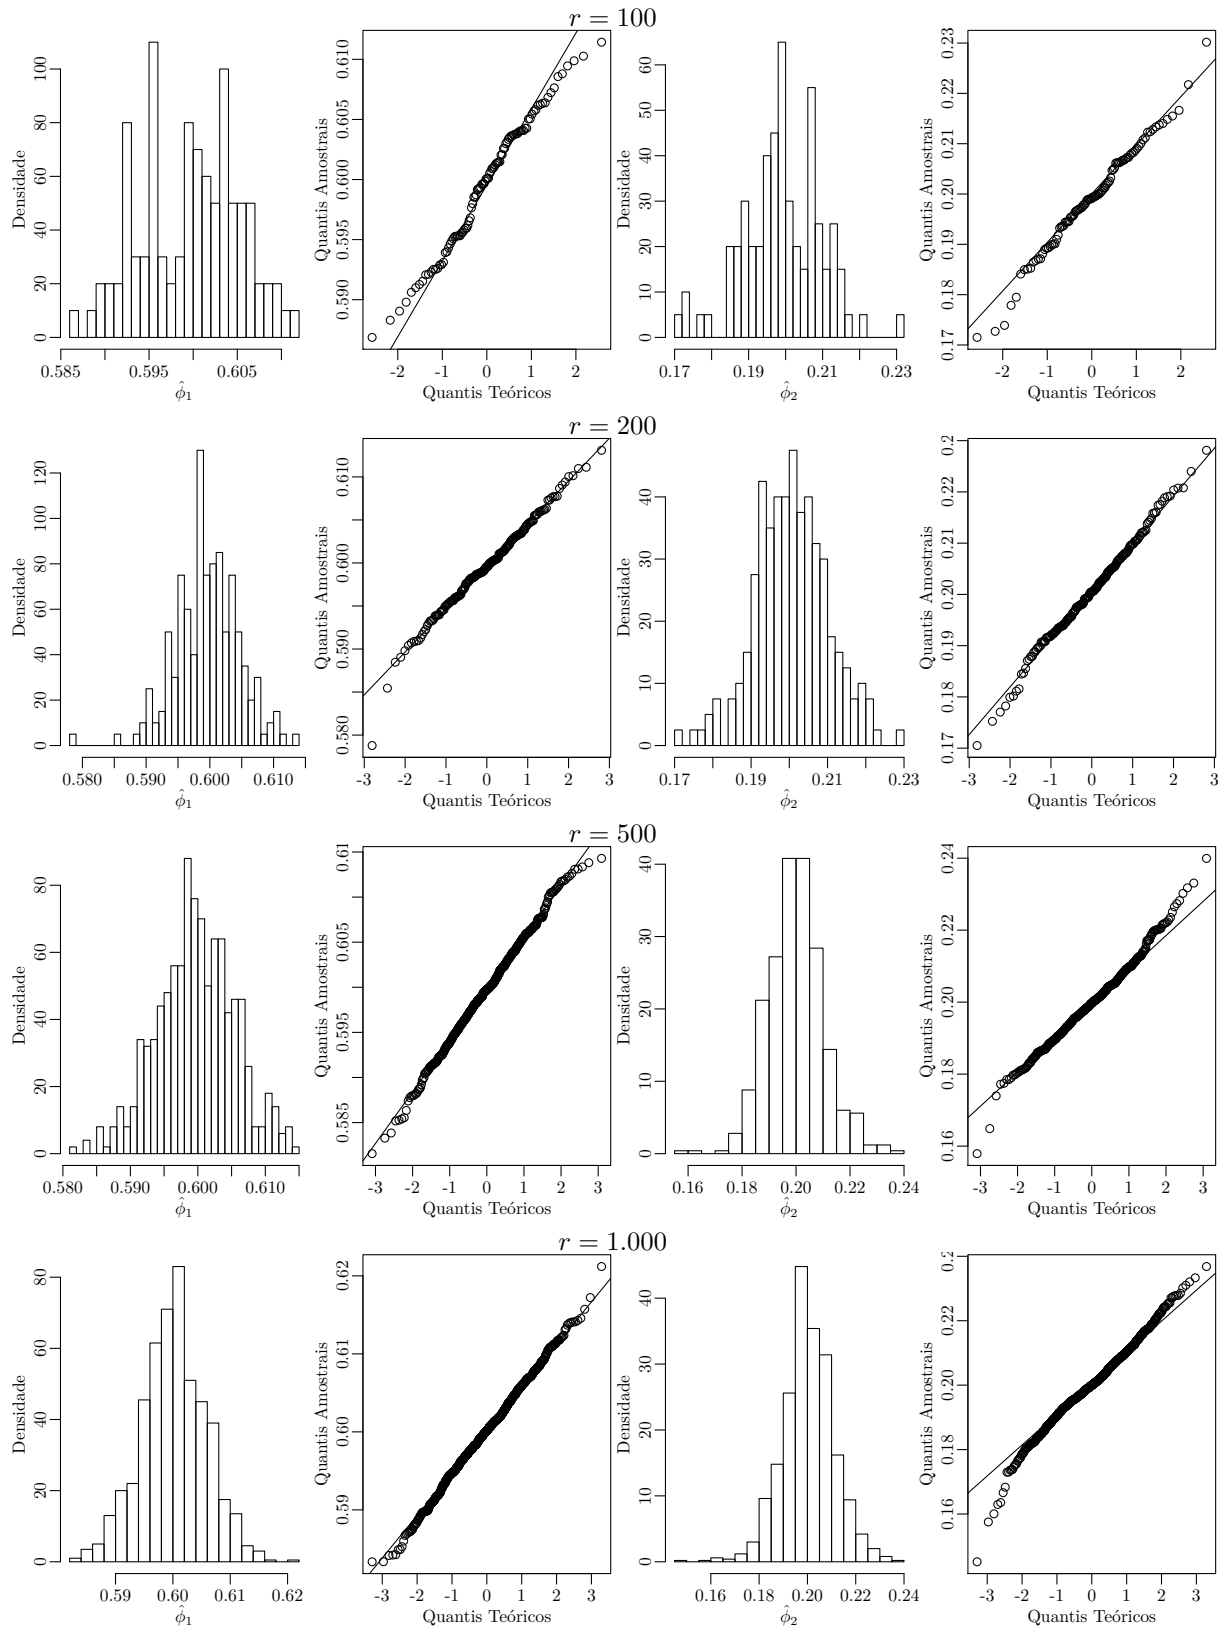 r = 100
Densidade
0 20 40 60 80 100
0.585 0.595 0.605
ϕ̂1
Quantis Amostrais
0.590 0.595 0.600 0.605 0.610
-2 -1 0 1 2
Quantis Teóricos
Densidade
0 10 20 30 40 50 60
0.17 0.19 0.21 0.23
ϕ̂2
Quantis Amostrais
0.17 0.18 0.19 0.20 0.21 0.22 0.23
-2 -1 0 1 2
Quantis Teóricos
r = 200
Densidade
0 20 40 60 80 100 120
0.580 0.590 0.600 0.610
ϕ̂1
Quantis Amostrais
0.580 0.590 0.600 0.610
-3 -2 -1 0 1 2 3
Quantis Teóricos
Densidade
0 10 20 30 40
0.17 0.19 0.21 0.23
ϕ̂2
Quantis Amostrais
0.17 0.18 0.19 0.20 0.21 0.22
-3 -2 -1 0 1 2 3
Quantis Teóricos
r = 500
Densidade
0 20 40 60 80
0.580 0.590 0.600 0.610
ϕ̂1
Quantis Amostrais
0.585 0.595 0.605
-3 -2 -1 0 1 2 3
Quantis Teóricos
Densidade
0 10 20 30 40
0.16 0.18 0.20 0.22 0.24
ϕ̂2
Quantis Amostrais
0.16 0.18 0.20 0.22 0.24
-3 -2 -1 0 1 2 3
Quantis Teóricos
r = 1.000
Densidade
0 20 40 60 80
0.59 0.60 0.61 0.62
ϕ̂1
Quantis Amostrais
0.59 0.60 0.61 0.62
-3 -2 -1 0 1 2 3
Quantis Teóricos
Densidade
0 10 20 30 40
0.16 0.18 0.20 0.22 0.24
ϕ̂2
Quantis Amostrais
0.16 0.18 0.20 0.22
-3 -2 -1 0 1 2 3
Quantis Teóricos